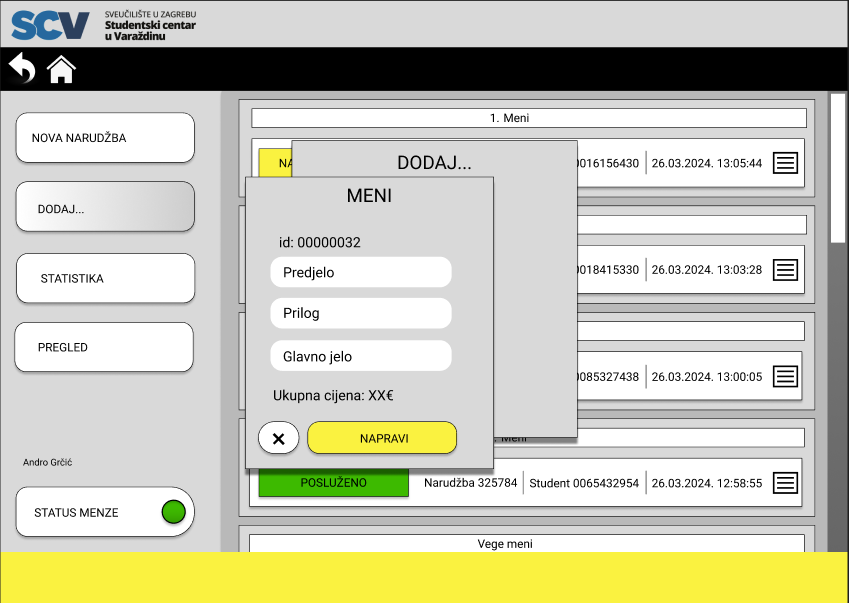 SCV
SVEUČILIŠTE U ZAGREBU
Studentski centar
u Varaždinu
NOVA NARUDŽBA
DODAJ...
STATISTIKA
PREGLED
Andro Grčić
STATUS MENZE
1. Meni
NA
0016156430
26.03.2024. 13:05:44
0018415330
26.03.2024. 13:03:28
0085327438
26.03.2024. 13:00:05
DODAJ...
MENI
id: 00000032
Predjelo
Prilog
Glavno jelo
Ukupna cijena: XX€
✕
NAPRAVI
. Meni
POSLUŽENO
Narudžba 325784
Student 0065432954
26.03.2024. 12:58:55
Vege meni